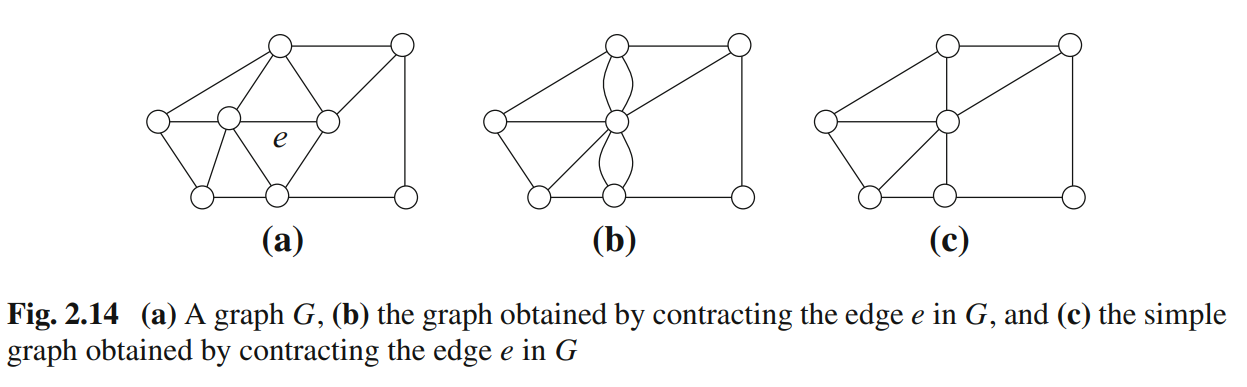 e
(a) (b) (c)
Fig. 2.14 (a) A graph G, (b) the graph obtained by contracting the edge e in G, and (c) the simple
graph obtained by contracting the edge e in G